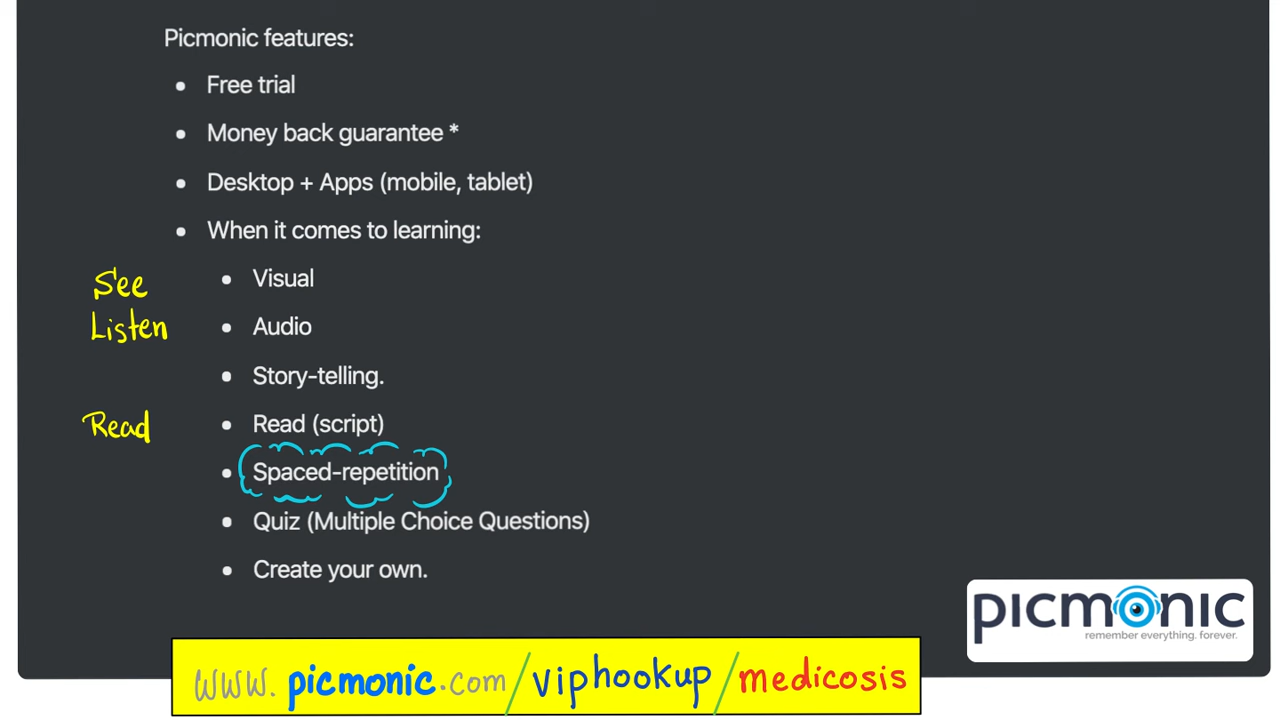 Picmonic features:
• Free trial
• Money back guarantee *
• Desktop + Apps (mobile, tablet)
• When it comes to learning:
See • Visual
Listen • Audio
• Story-telling.
Read • Read (script)
• Spaced-repetition
• Quiz (Multiple Choice Questions)
• Create your own.
picmonic
remember everything. forever.
www.picmonic.com/viphookup/medicosis